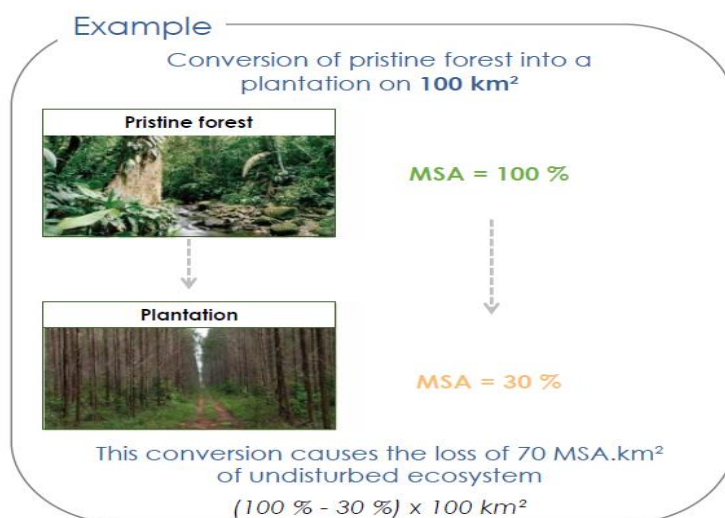 Example
Conversion of pristine forest into a
plantation on 100 km²
Pristine forest
MSA = 100 %
Plantation
MSA = 30 %
This conversion causes the loss of 70 MSA.km²
of undisturbed ecosystem
(100 % - 30 %) x 100 km²